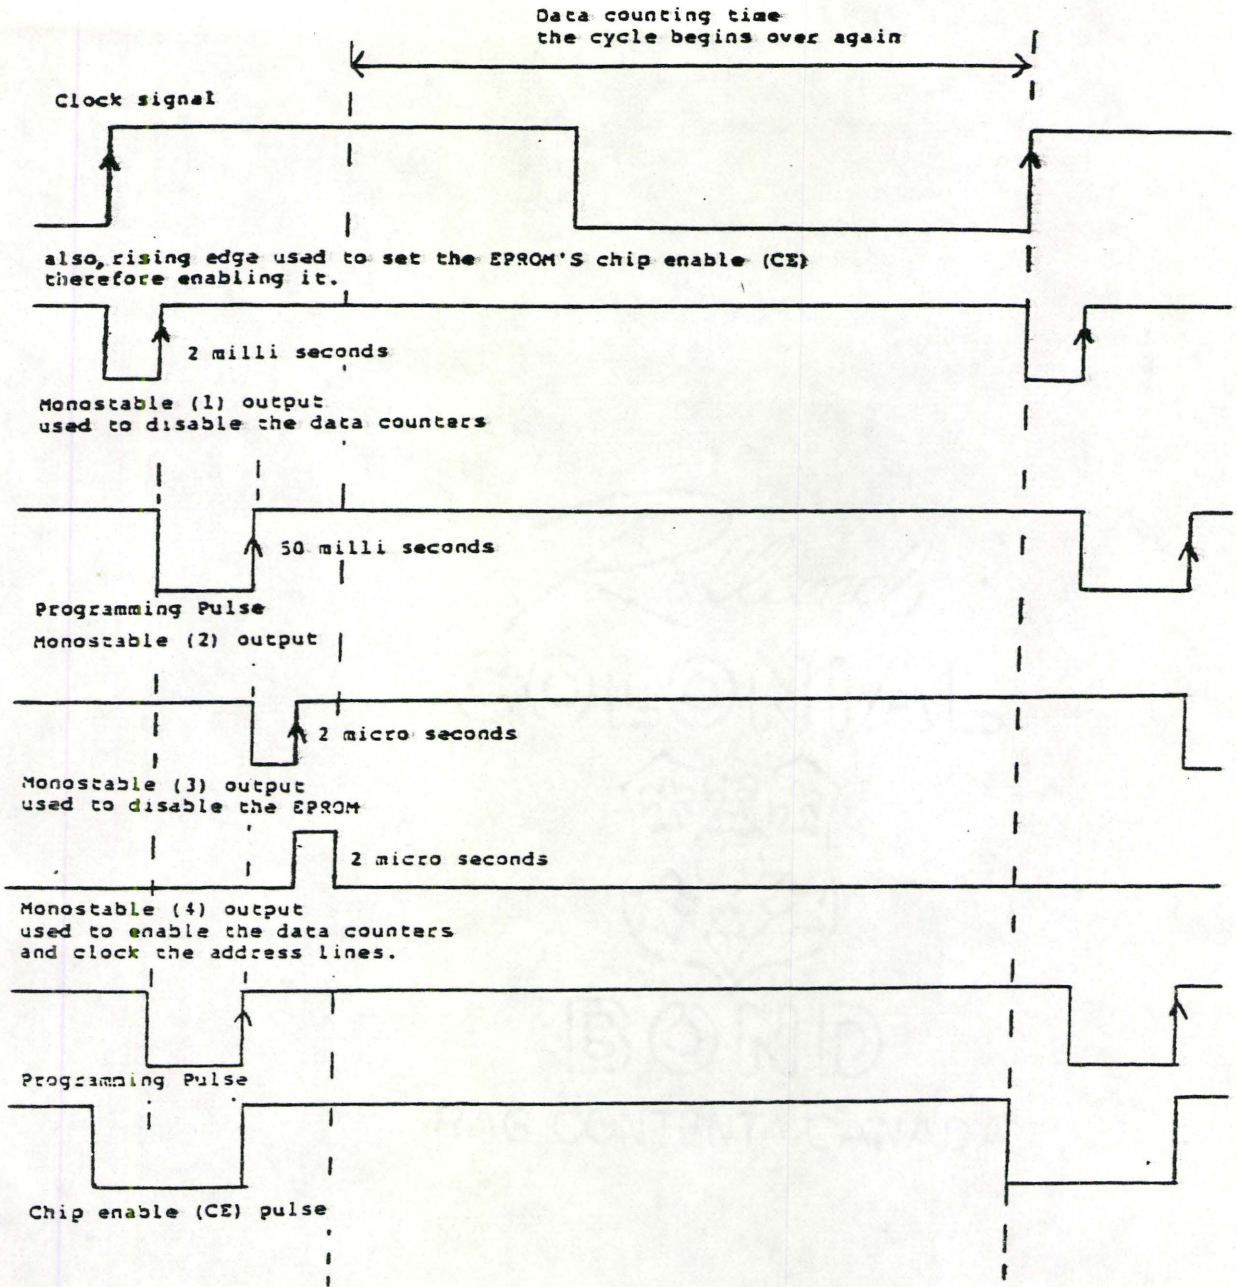 Data counting time
the cycle begins over again
Clock signal
also, rising edge used to set the EPROM'S chip enable (CE)
therefore enabling it.
2 milli seconds
Monostable (1) output
used to disable the data counters
50 milli seconds
Programming Pulse
Monostable (2) output
2 micro seconds
Monostable (3) output
used to disable the EPROM
2 micro seconds
Monostable (4) output
used to enable the data counters
and clock the address lines.
Programming Pulse
Chip enable (CE) pulse